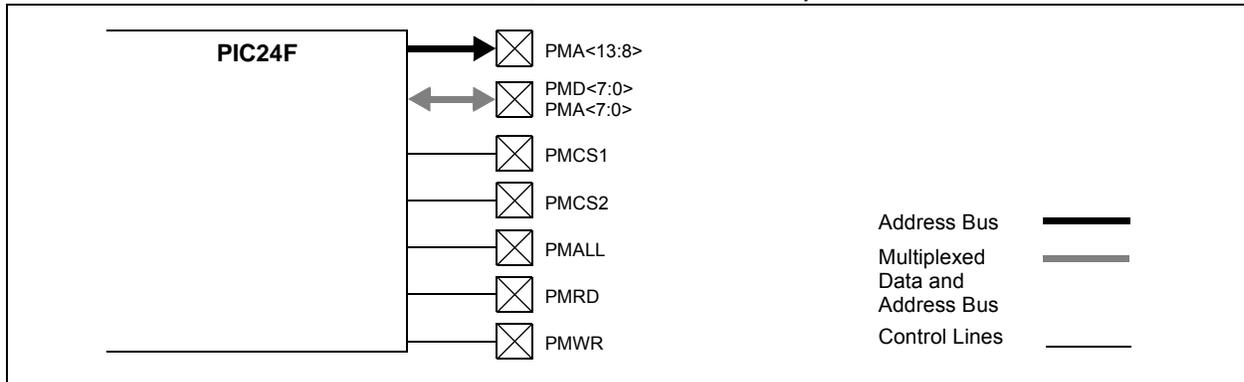 PIC24F
PMA<13:8>
PMD<7:0>
PMA<7:0>
PMCS1
PMCS2
PMALL
PMRD
PMWR
Address Bus
Multiplexed
Data and
Address Bus
Control Lines